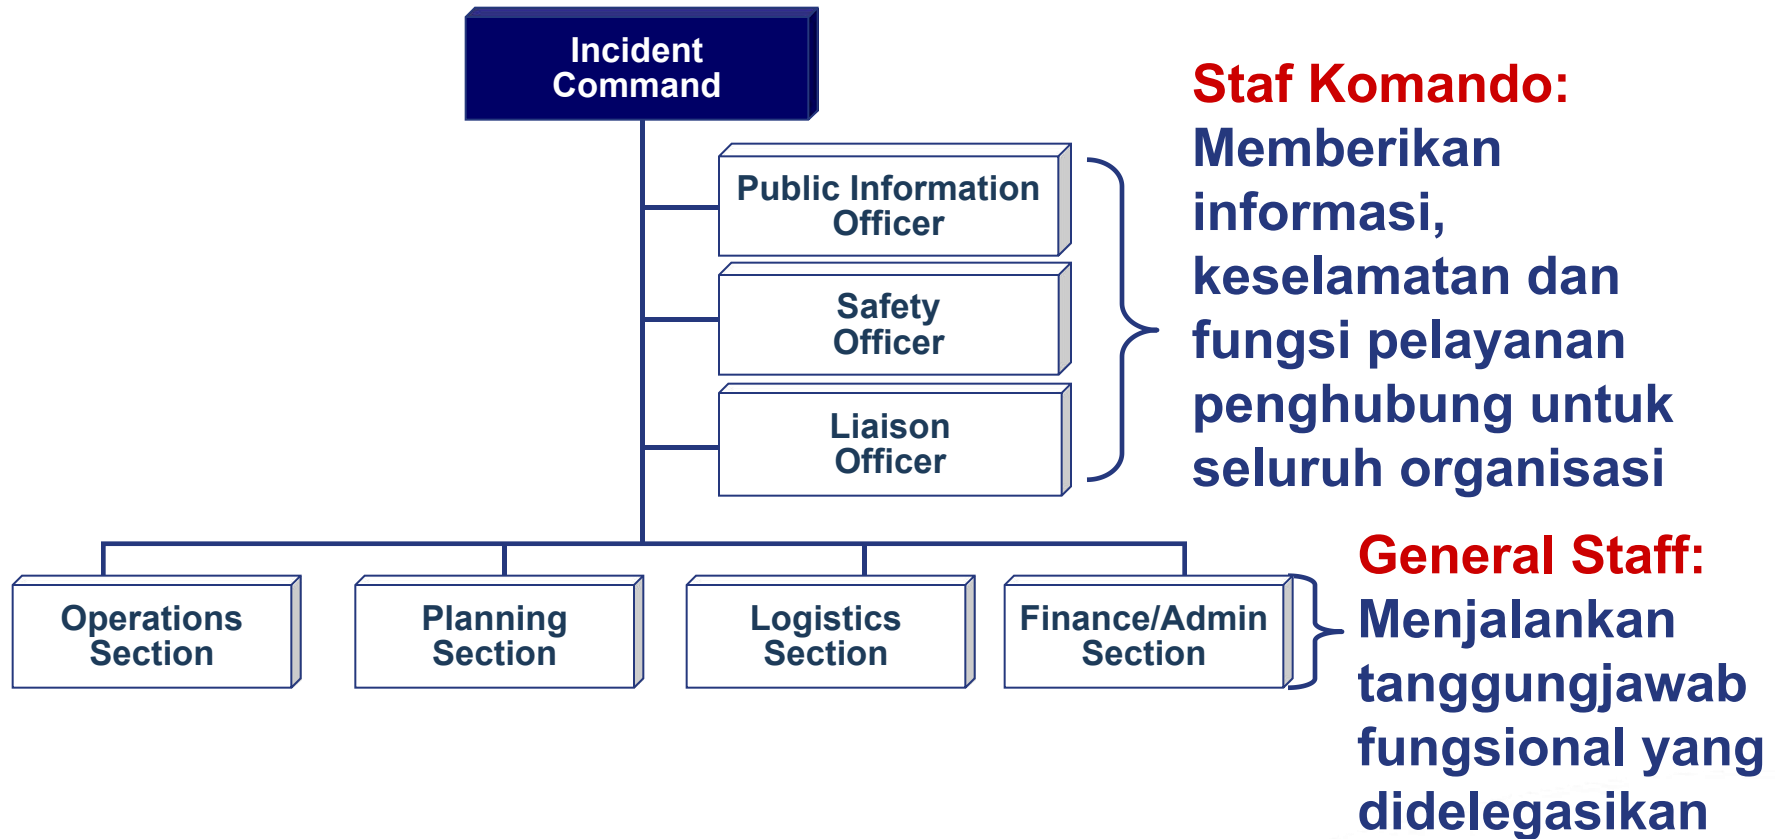 Incident
Command
Public Information
Officer
Safety
Officer
Liaison
Officer
Staf Komando:
Memberikan
informasi,
keselamatan dan
fungsi pelayanan
penghubung untuk
seluruh organisasi
Operations
Section
Planning
Section
Logistics
Section
Finance/Admin
Section
General Staff:
Menjalankan
tanggungjawab
fungsional yang
didelegasikan